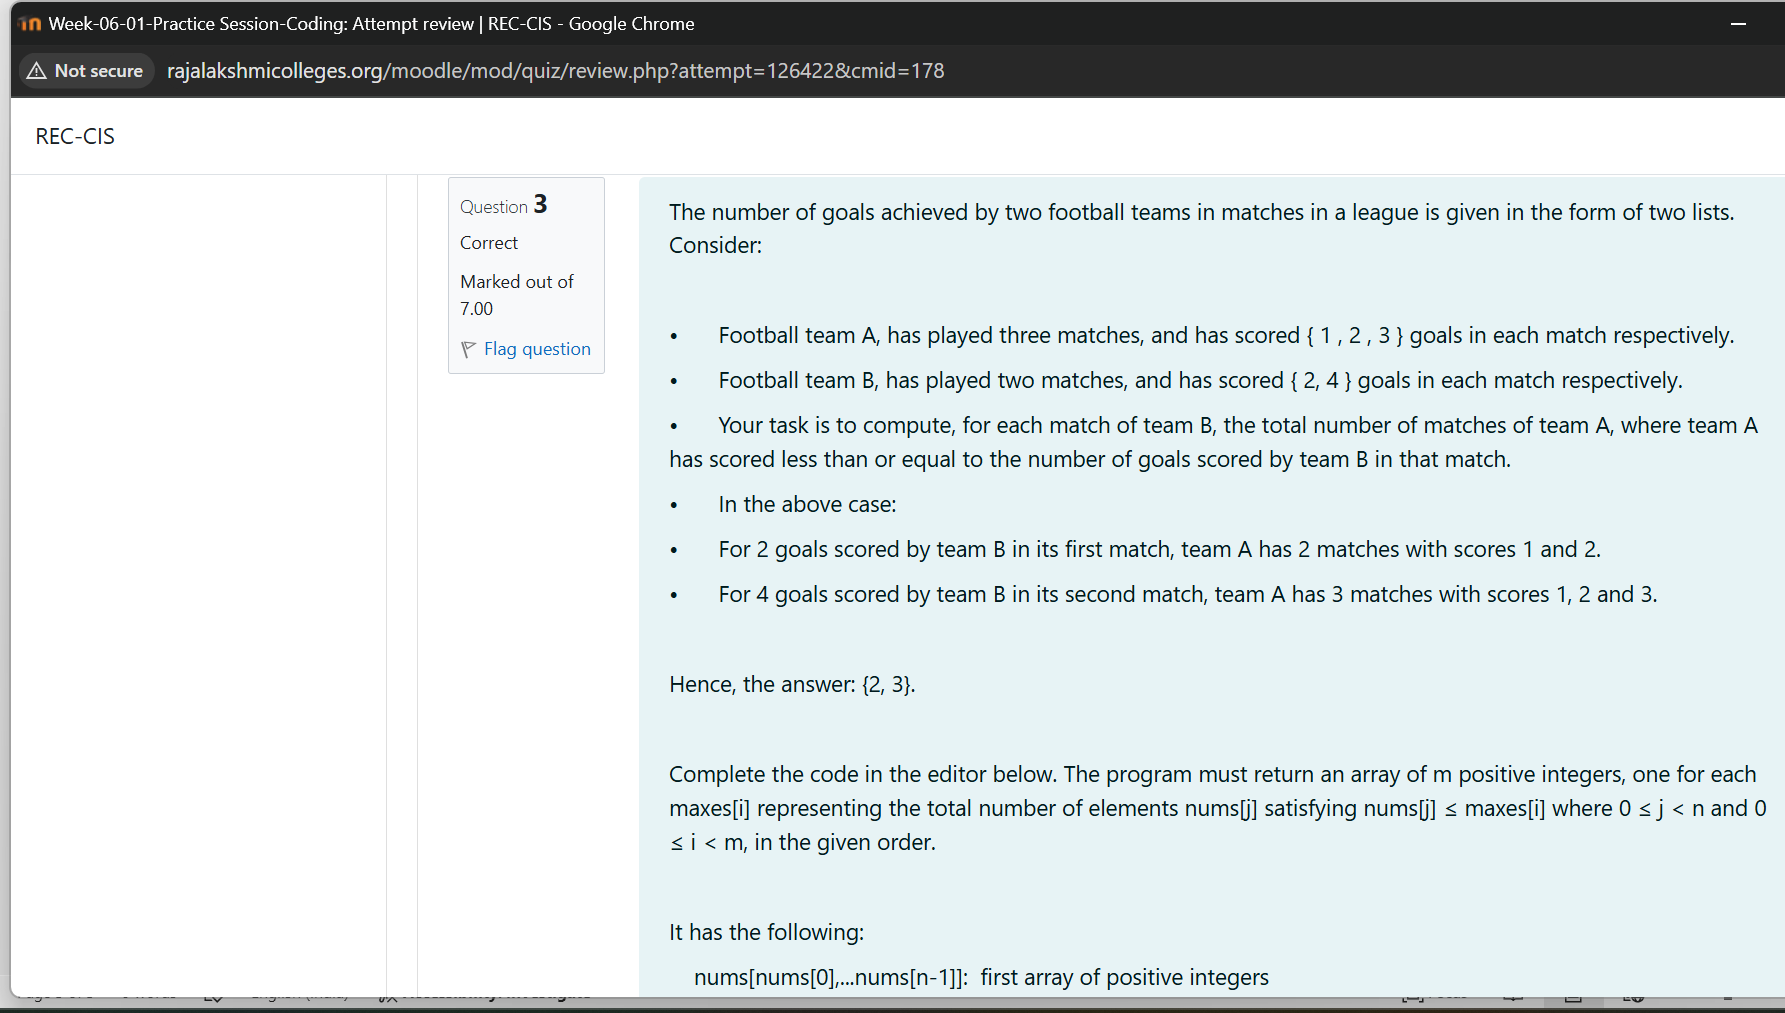 Week-06-01-Practice Session-Coding: Attempt review | REC-CIS - Google Chrome
Not secure rajalakshmicolleges.org/moodle/mod/quiz/review.php?attempt=126422&cmid=178
REC-CIS
Question 3
Correct
Marked out of
7.00
Flag question
The number of goals achieved by two football teams in matches in a league is given in the form of two lists.
Consider:
• Football team A, has played three matches, and has scored { 1 , 2 , 3 } goals in each match respectively.
• Football team B, has played two matches, and has scored { 2, 4 } goals in each match respectively.
• Your task is to compute, for each match of team B, the total number of matches of team A, where team A
has scored less than or equal to the number of goals scored by team B in that match.
• In the above case:
• For 2 goals scored by team B in its first match, team A has 2 matches with scores 1 and 2.
• For 4 goals scored by team B in its second match, team A has 3 matches with scores 1, 2 and 3.
Hence, the answer: {2, 3}.
Complete the code in the editor below. The program must return an array of m positive integers, one for each
maxes[i] representing the total number of elements nums[j] satisfying nums[j] ≤ maxes[i] where 0 ≤ j < n and 0
≤ i < m, in the given order.
It has the following:
nums[nums[0],...nums[n-1]]: first array of positive integers